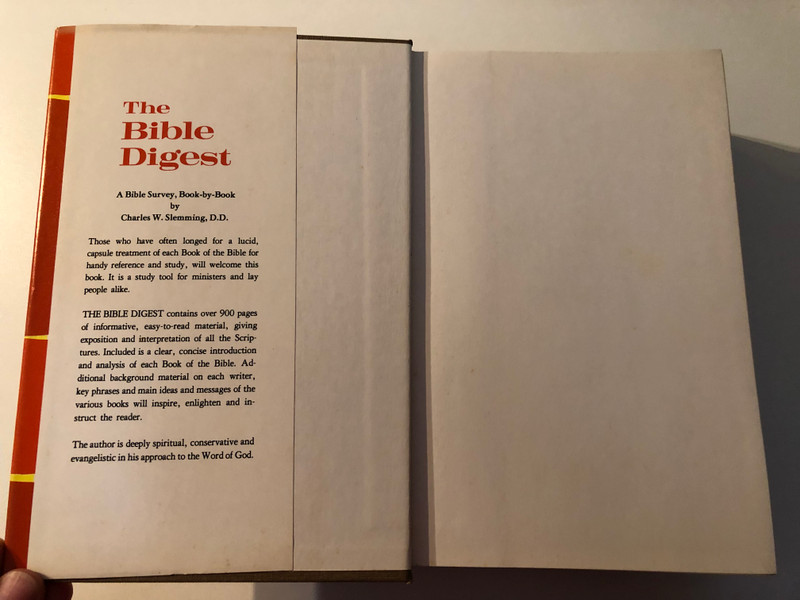 The
Bible
Digest
A Bible Survey, Book-by-Book
by
Charles W. Slemming, D.D.
Those who have often longed for a lucid,
capsule treatment of each Book of the Bible for
handy reference and study, will welcome this
book. It is a study tool for ministers and lay
people alike.
THE BIBLE DIGEST contains over 900 pages
of informative, easy-to-read material, giving
exposition and interpretation of all the Scrip-
tures. Included is a clear, concise introduction
and analysis of each Book of the Bible. Ad-
ditional background material on each writer,
key phrases and main ideas and messages of the
various books will inspire, enlighten and in-
struct the reader.
The author is deeply spiritual, conservative and
evangelistic in his approach to the Word of God.